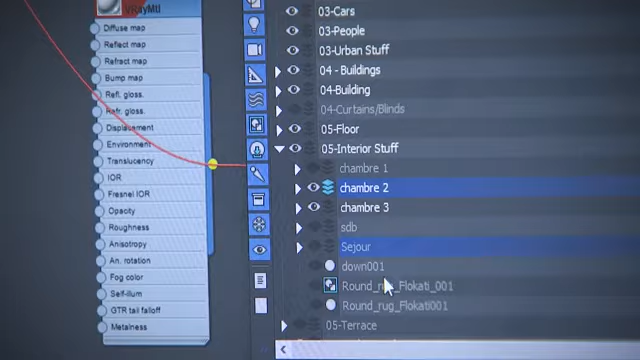 VRayMtl
Diffuse map
Reflect map
Refract map
Bump map
Refl. gloss.
Refr. gloss.
Displacement
Environment
Translucency
IOR
Fresnel IOR
Opacity
Roughness
Anisotropy
An. rotation
Fog color
Self-illum
GTR tail falloff
Metalness
03-Cars
03-People
03-Urban Stuff
04 - Buildings
04-Building
04-Curtains/Blinds
05-Floor
05-Interior Stuff
chambre 1
chambre 2
chambre 3
sdb
Sejour
down001
Round_rug_Flokati_001
Round_rug_Flokati001
05-Terrace